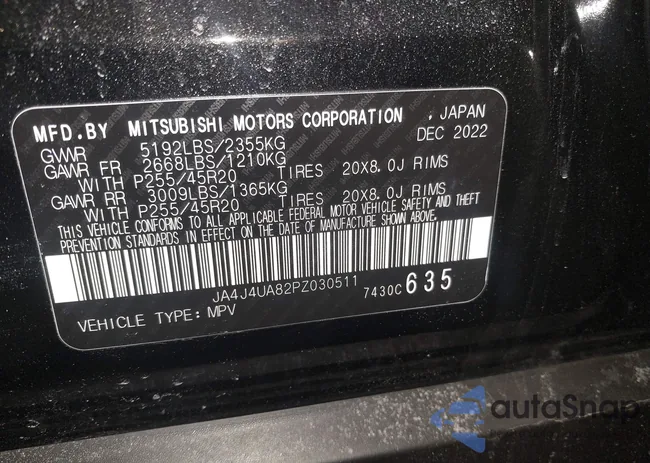 MFD.BY MITSUBISHI MOTORS CORPORATION , JAPAN
GWR 5192LBS/2355KG DEC 2022
GAWR FR 2668LBS/1210KG
WITH P255/45R20 TIRES 20X8.0J RIMS
GAWR RR 3009LBS/1365KG
WITH P255/45R20 TIRES 20X8.0J RIMS
THIS VEHICLE CONFORMS TO ALL APPLICABLE FEDERAL MOTOR VEHICLE SAFETY AND THEFT
PREVENTION STANDARDS IN EFFECT ON THE DATE OF MANUFACTURE SHOWN ABOVE.
JA4J4UA82PZ030511 7430C 635
VEHICLE TYPE: MPV
autoSnap